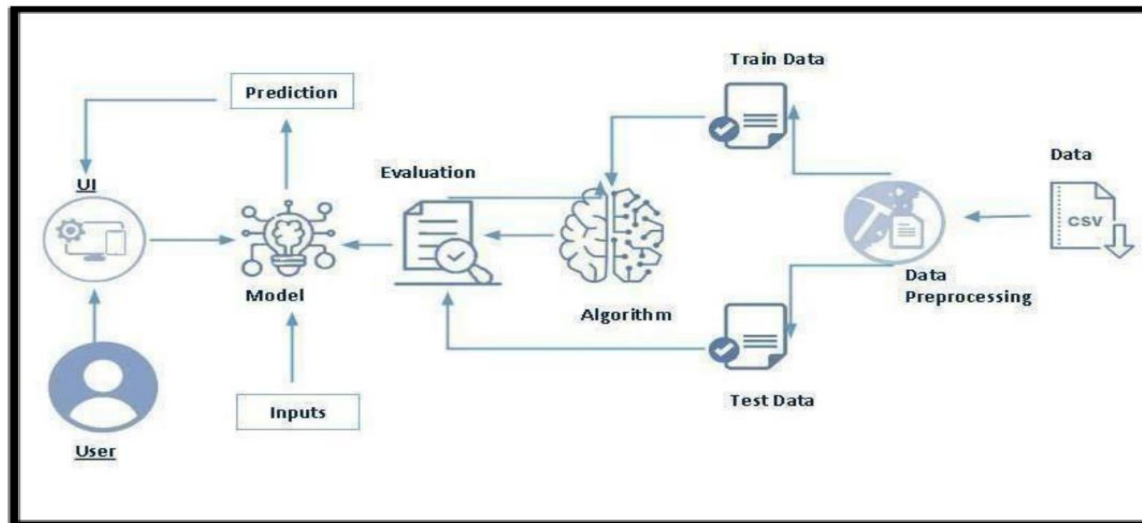 Train Data
Prediction
Data
Evaluation
UI
CSV
Model
Data
Preprocessing
Algorithm
Inputs
Test Data
User